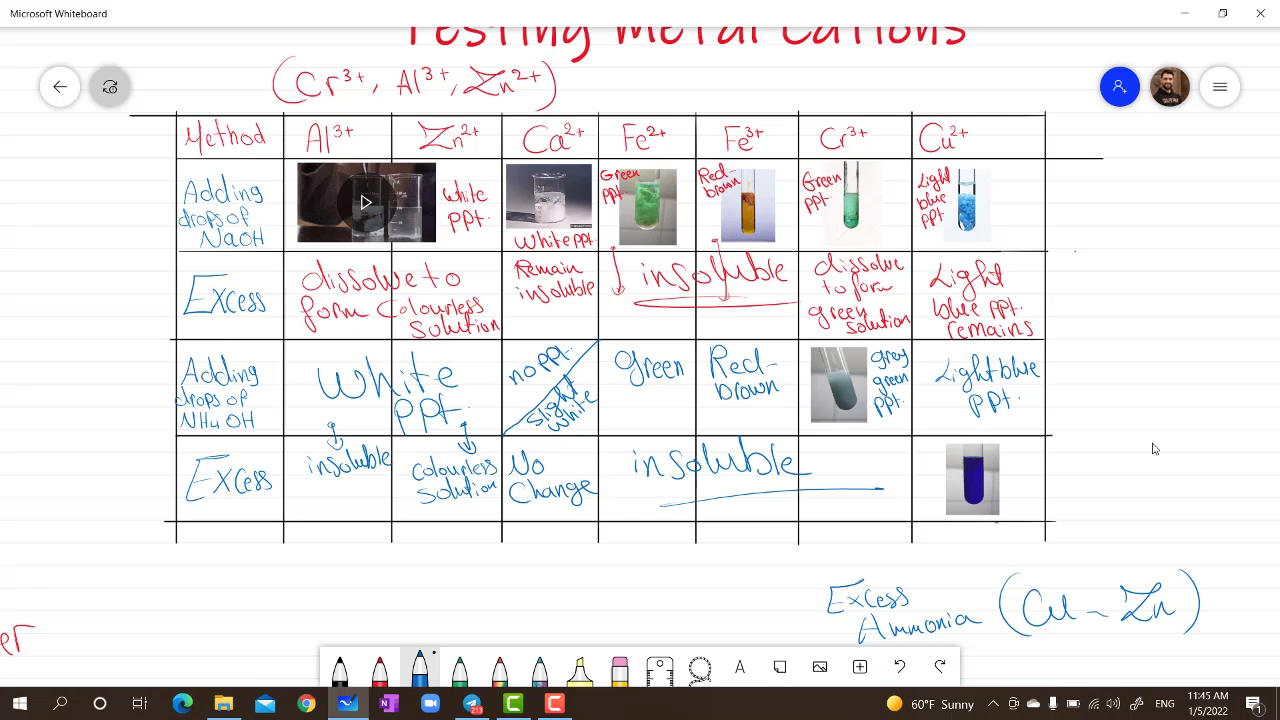 Microsoft Whiteboard
Testing Metal Cations
(Cr3+, Al3+, Zn2+)
Method
Al3+
Zn2+
Ca2+
Fe2+
Fe3+
Cr3+
Cu2+
Adding
drops of
NaOH
White
ppt.
White ppt.
Green
ppt
Red-
brown
Green
ppt.
Light
blue
ppt
Excess
dissolve to
form Colourless
solution
Remain
insoluble
insoluble
dissolve
to form
green
solution
Light
blue ppt.
remains
Adding
drops of
NH4OH
White
ppt.
no ppt.
slight
white
Green
Red-
brown
grey
green
ppt.
Light blue
ppt.
Excess
insoluble
colourless
solution
No
Change
insoluble
Excess
Ammonia
(Cu - Zn)
er
A
213
60°F Sunny
11:45 AM
1/5/2022
1